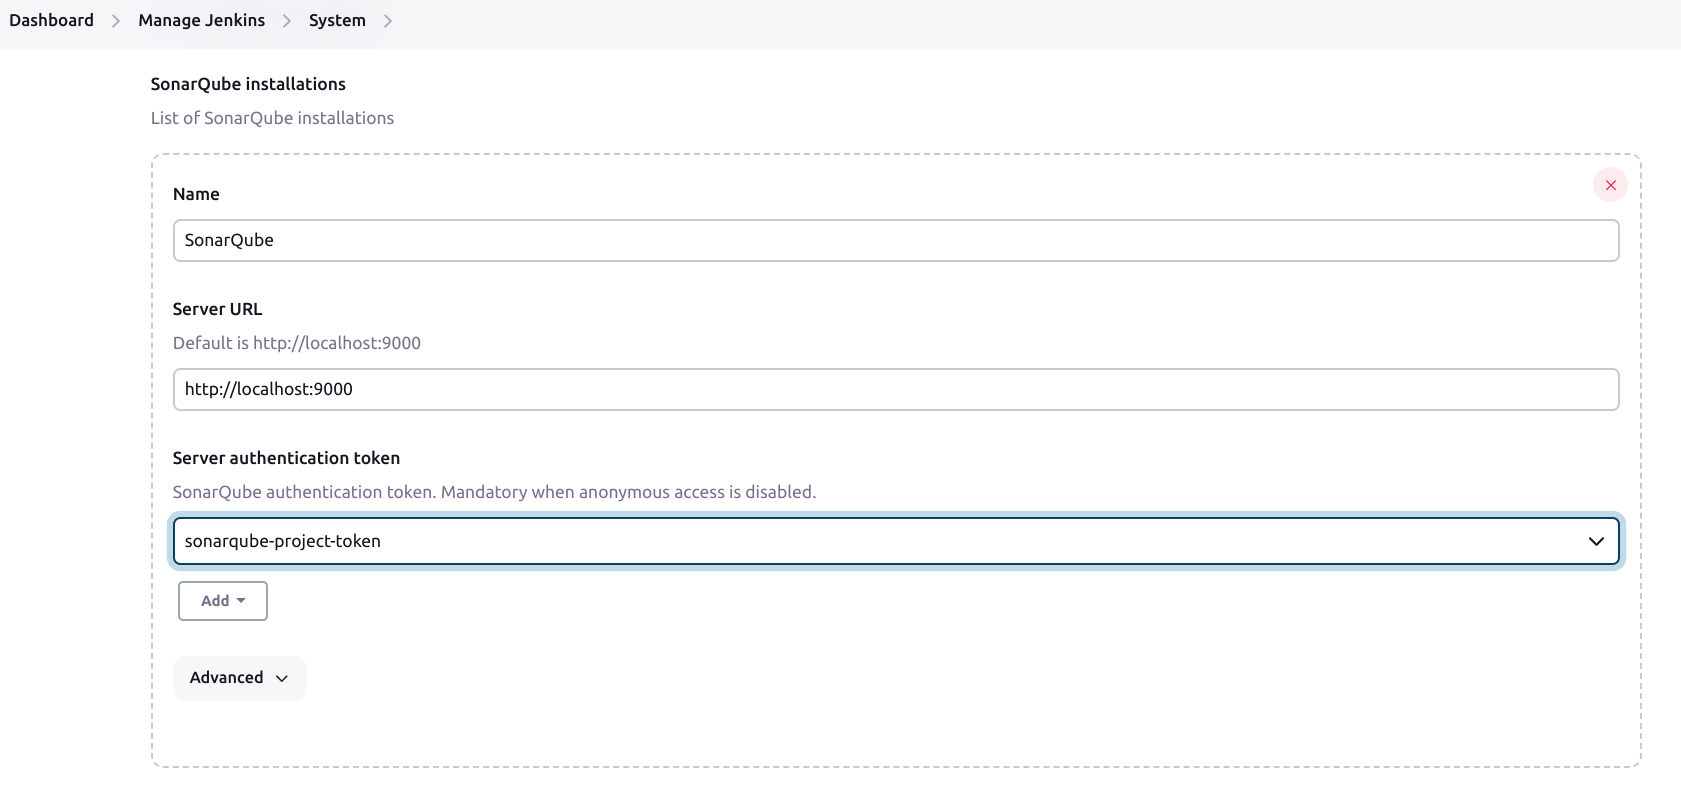 Dashboard > Manage Jenkins > System >
SonarQube installations
List of SonarQube installations
Name
SonarQube
Server URL
Default is http://localhost:9000
http://localhost:9000
Server authentication token
SonarQube authentication token. Mandatory when anonymous access is disabled.
sonarqube-project-token
Add
Advanced